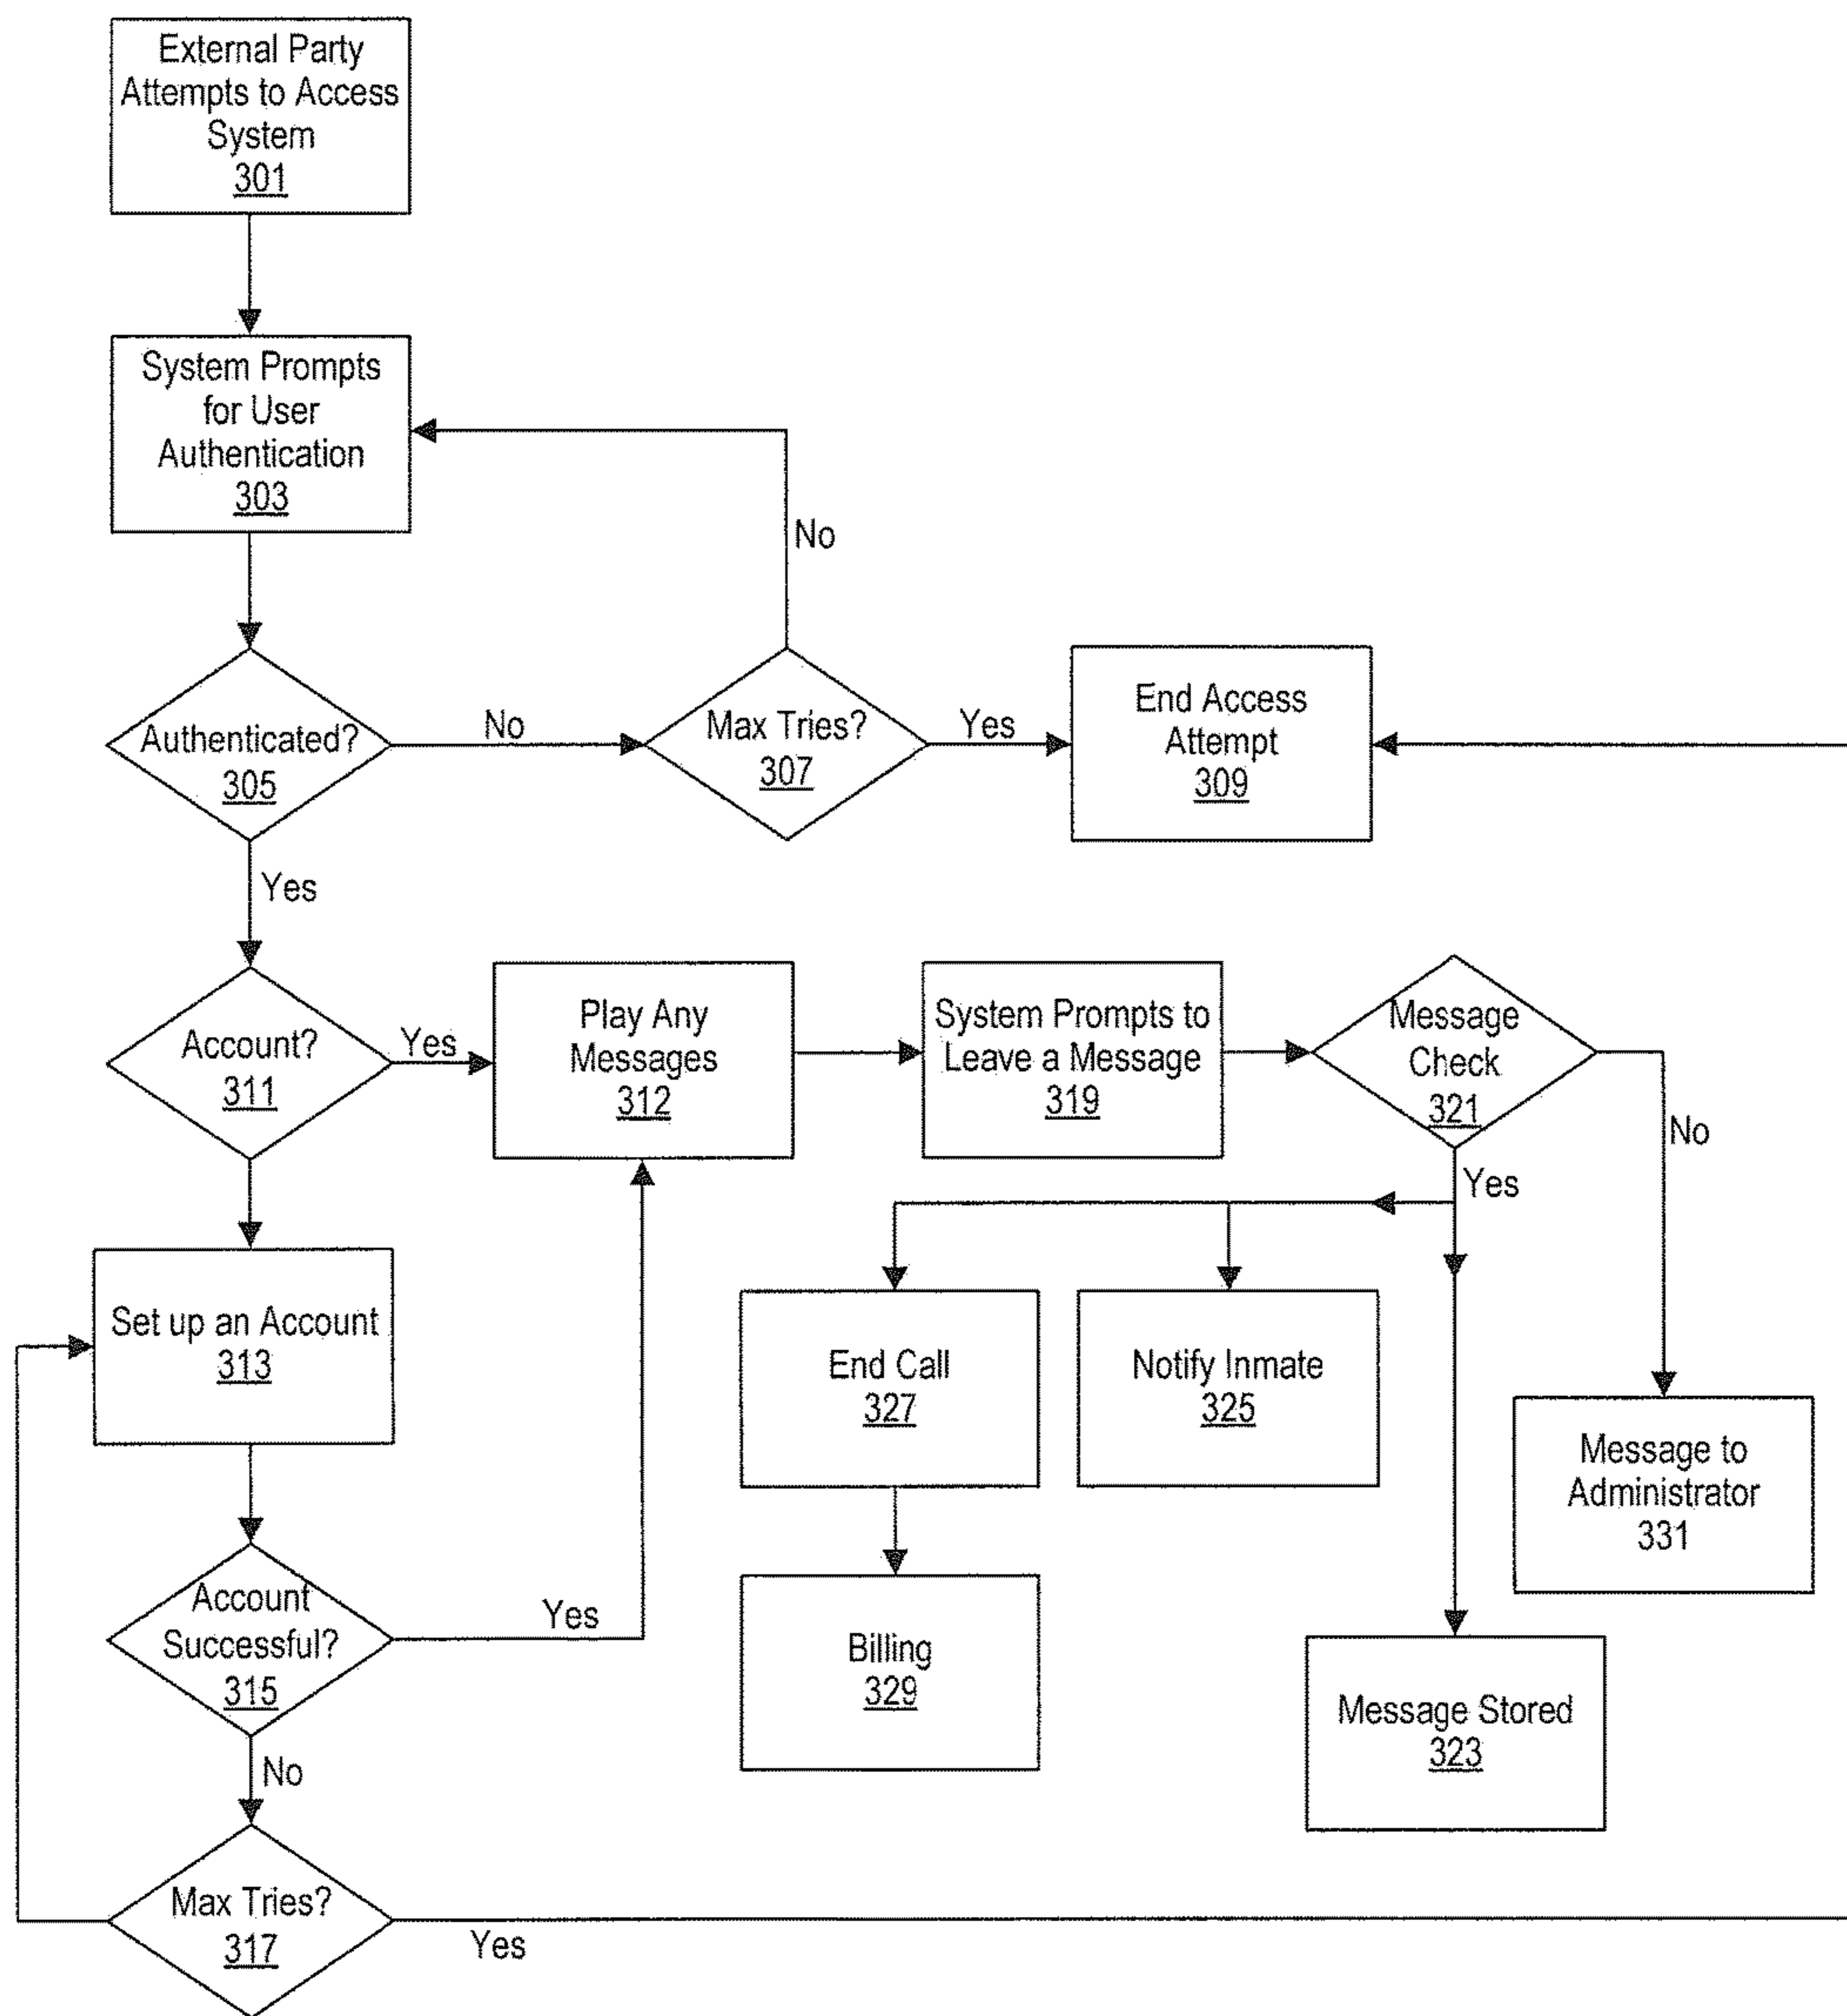 External Party
Attempts to Access
System
301
System Prompts
for User
Authentication
303
No
Authenticated?
305
No
Max Tries?
307
Yes
End Access
Attempt
309
Yes
Account?
311
Yes
Play Any
Messages
312
System Prompts to
Leave a Message
319
Message
Check
321
No
Yes
Set up an Account
313
End Call
327
Notify Inmate
325
Message to
Administrator
331
Account
Successful?
315
Yes
Billing
329
Message Stored
323
No
Max Tries?
317
Yes